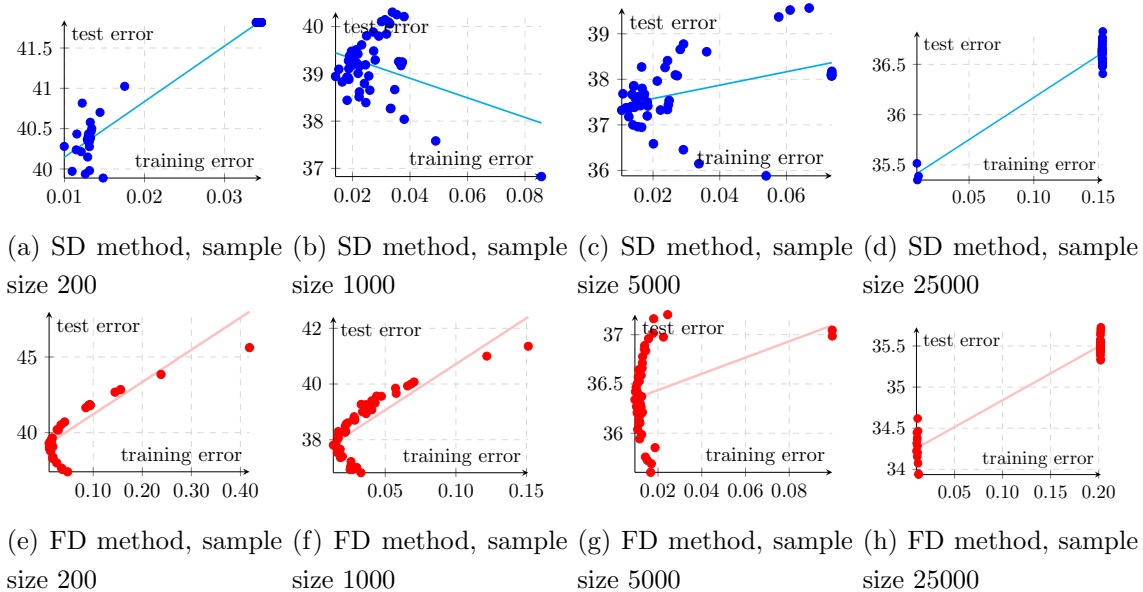 test error
41.5
41
40.5
40
training error
0.01 0.02 0.03
test error
40
39
38
37
training error
0.02 0.04 0.06 0.08
test error
39.5
39
38.5
38
37.5
37
36.5
36
training error
0.02 0.04 0.06
test error
36.5
36
35.5
training error
0.05 0.10 0.15
(a) SD method, sample size 200
(b) SD method, sample size 1000
(c) SD method, sample size 5000
(d) SD method, sample size 25000
test error
45
40
training error
0.10 0.20 0.30 0.40
test error
42
40
38
training error
0.05 0.10 0.15
test error
37
36.5
36
training error
0.02 0.04 0.06 0.08
test error
35.5
35
34.5
34
training error
0.05 0.10 0.15 0.20
(e) FD method, sample size 200
(f) FD method, sample size 1000
(g) FD method, sample size 5000
(h) FD method, sample size 25000